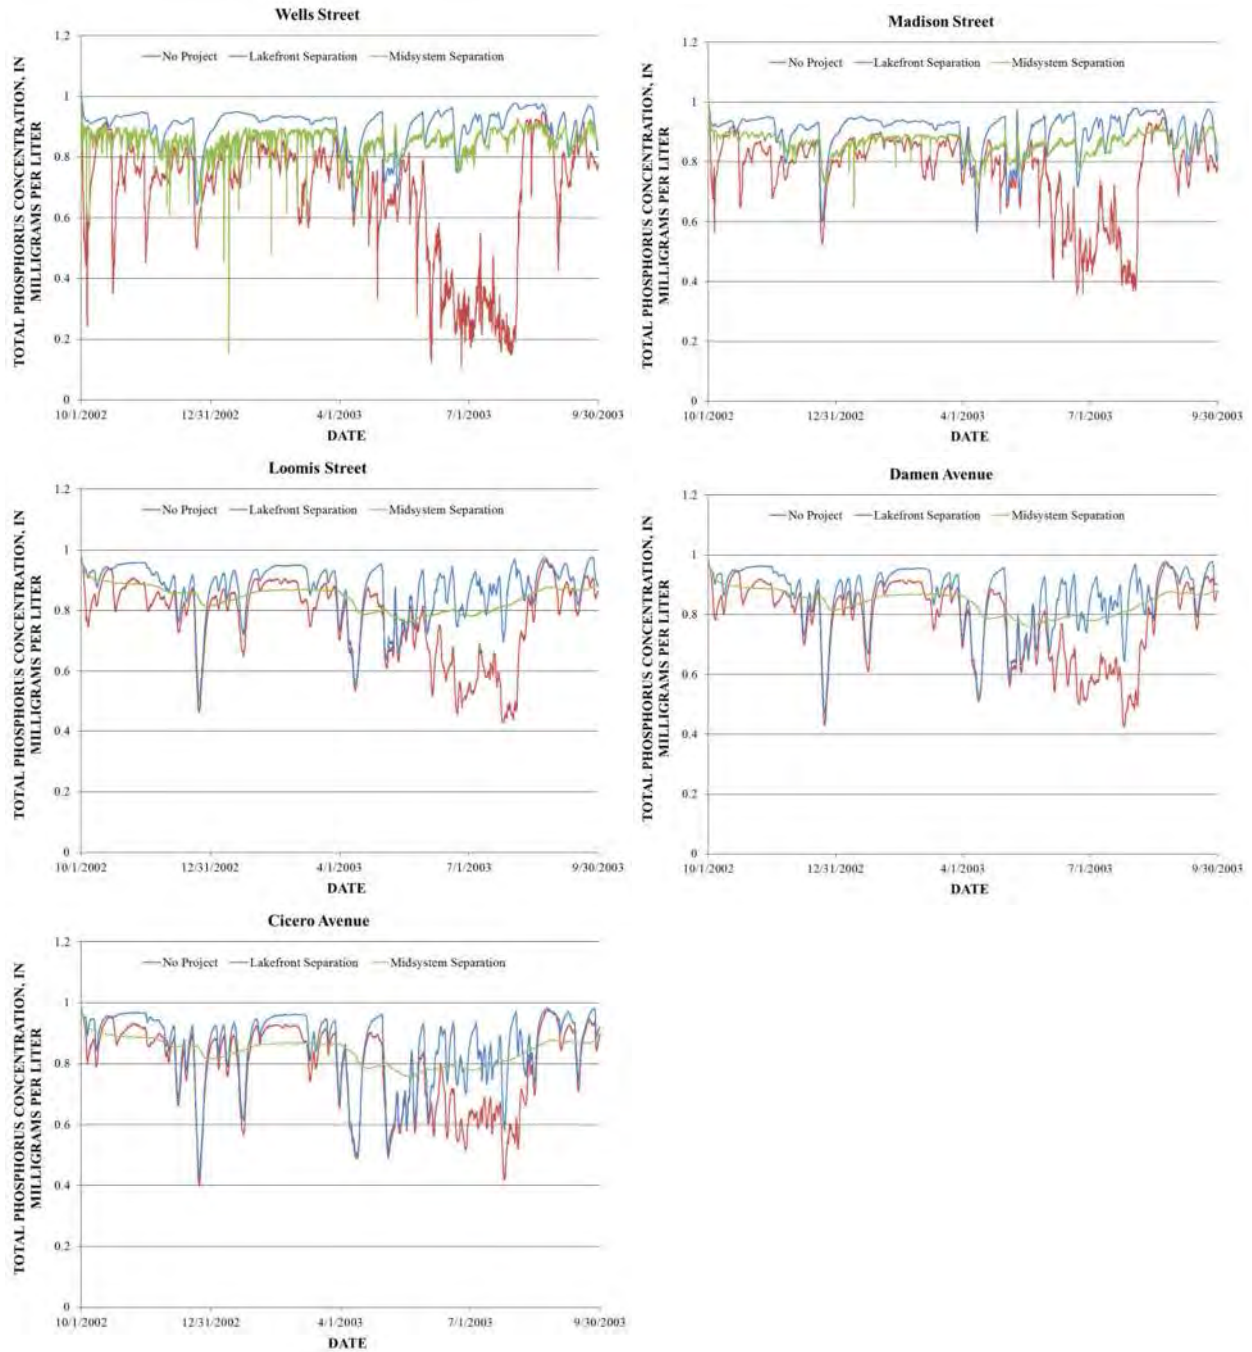 Wells Street
TOTAL PHOSPHORUS CONCENTRATION, IN
MILLIGRAMS PER LITER
1.2
1
0.8
0.6
0.4
0.2
0
No Project Lakefront Separation Midsystem Separation
10/1/2002 12/31/2002 4/1/2003 7/1/2003 9/30/2003
DATE
Madison Street
TOTAL PHOSPHORUS CONCENTRATION, IN
MILLIGRAMS PER LITER
1.2
1
0.8
0.6
0.4
0.2
0
No Project Lakefront Separation Midsystem Separation
10/1/2002 12/31/2002 4/1/2003 7/1/2003 9/30/2003
DATE
Loomis Street
TOTAL PHOSPHORUS CONCENTRATION, IN
MILLIGRAMS PER LITER
1.2
1
0.8
0.6
0.4
0.2
0
No Project Lakefront Separation Midsystem Separation
10/1/2002 12/31/2002 4/1/2003 7/1/2003 9/30/2003
DATE
Damen Avenue
TOTAL PHOSPHORUS CONCENTRATION, IN
MILLIGRAMS PER LITER
1.2
1
0.8
0.6
0.4
0.2
0
No Project Lakefront Separation Midsystem Separation
10/1/2002 12/31/2002 4/1/2003 7/1/2003 9/30/2003
DATE
Cicero Avenue
TOTAL PHOSPHORUS CONCENTRATION, IN
MILLIGRAMS PER LITER
1.2
1
0.8
0.6
0.4
0.2
0
No Project Lakefront Separation Midsystem Separation
10/1/2002 12/31/2002 4/1/2003 7/1/2003 9/30/2003
DATE